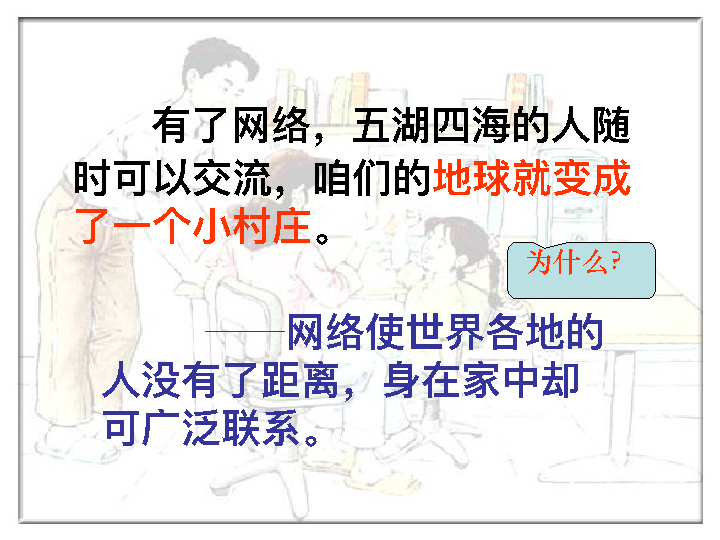 有了网络，五湖四海的人随
时可以交流，咱们的地球就变成
了一个小村庄。
为什么?
——网络使世界各地的
人没有了距离，身在家中却
可广泛联系。